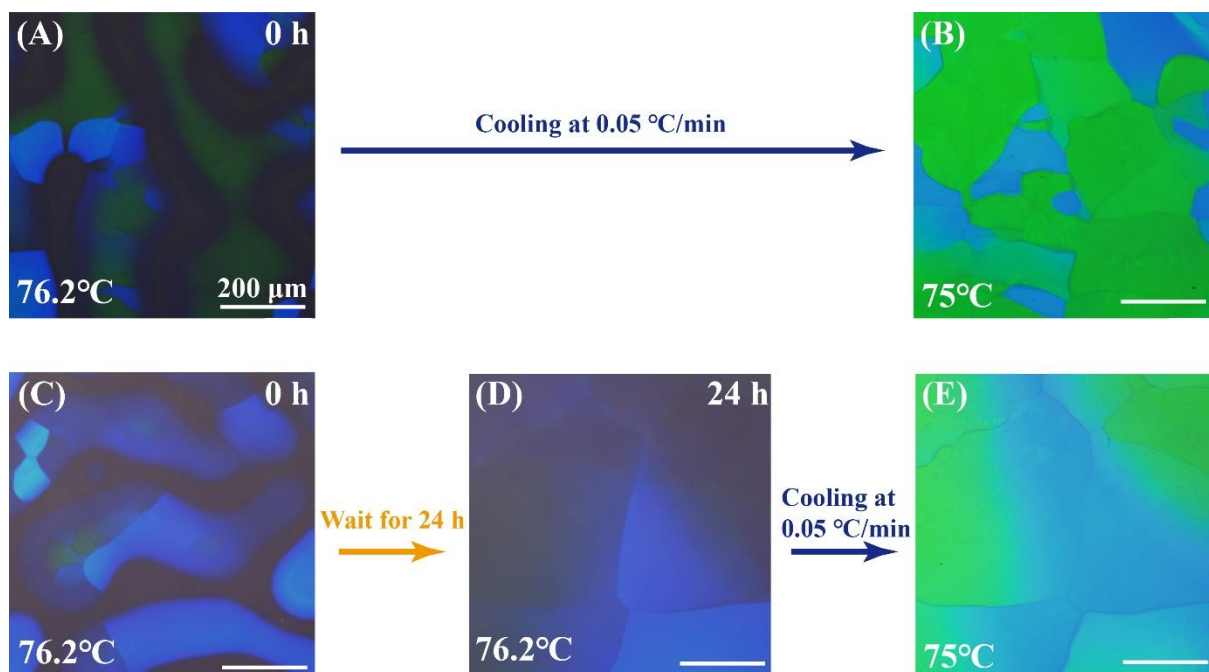 (A) 0 h
(B)
Cooling at 0.05 °C/min
76.2°C 200 μm
75°C
(C) 0 h
(D) 24 h
(E)
Wait for 24 h
Cooling at
0.05 °C/min
76.2°C
76.2°C
75°C